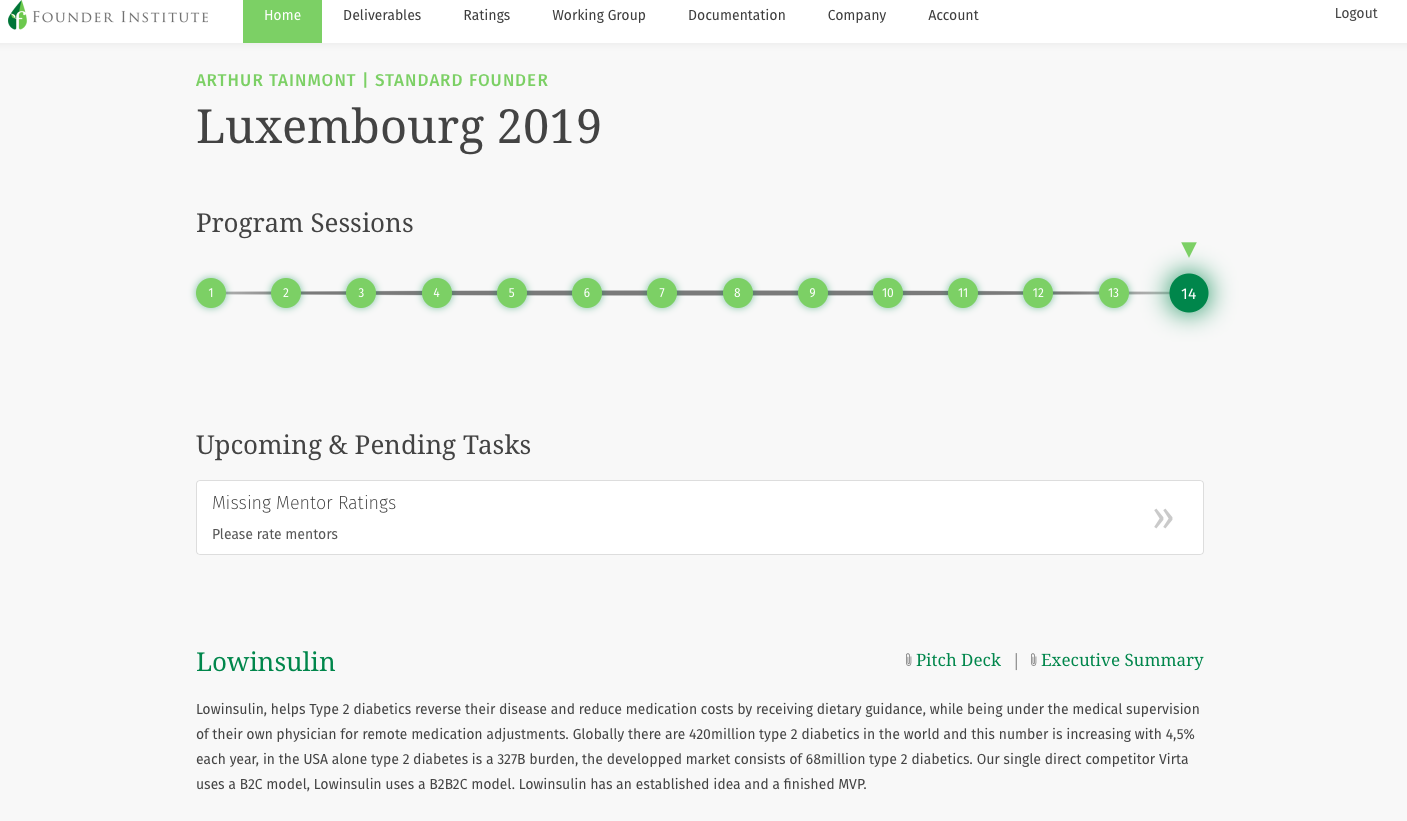 FOUNDER INSTITUTE
Home Deliverables Ratings Working Group Documentation Company Account Logout
ARTHUR TAINMONT | STANDARD FOUNDER
Luxembourg 2019
Program Sessions
1 2 3 4 5 6 7 8 9 10 11 12 13 14
Upcoming & Pending Tasks
Missing Mentor Ratings
Please rate mentors
Lowinsulin
Pitch Deck | Executive Summary
Lowinsulin, helps Type 2 diabetics reverse their disease and reduce medication costs by receiving dietary guidance, while being under the medical supervision
of their own physician for remote medication adjustments. Globally there are 420million type 2 diabetics in the world and this number is increasing with 4,5%
each year, in the USA alone type 2 diabetes is a 327B burden, the developped market consists of 68million type 2 diabetics. Our single direct competitor Virta
uses a B2C model, Lowinsulin uses a B2B2C model. Lowinsulin has an established idea and a finished MVP.